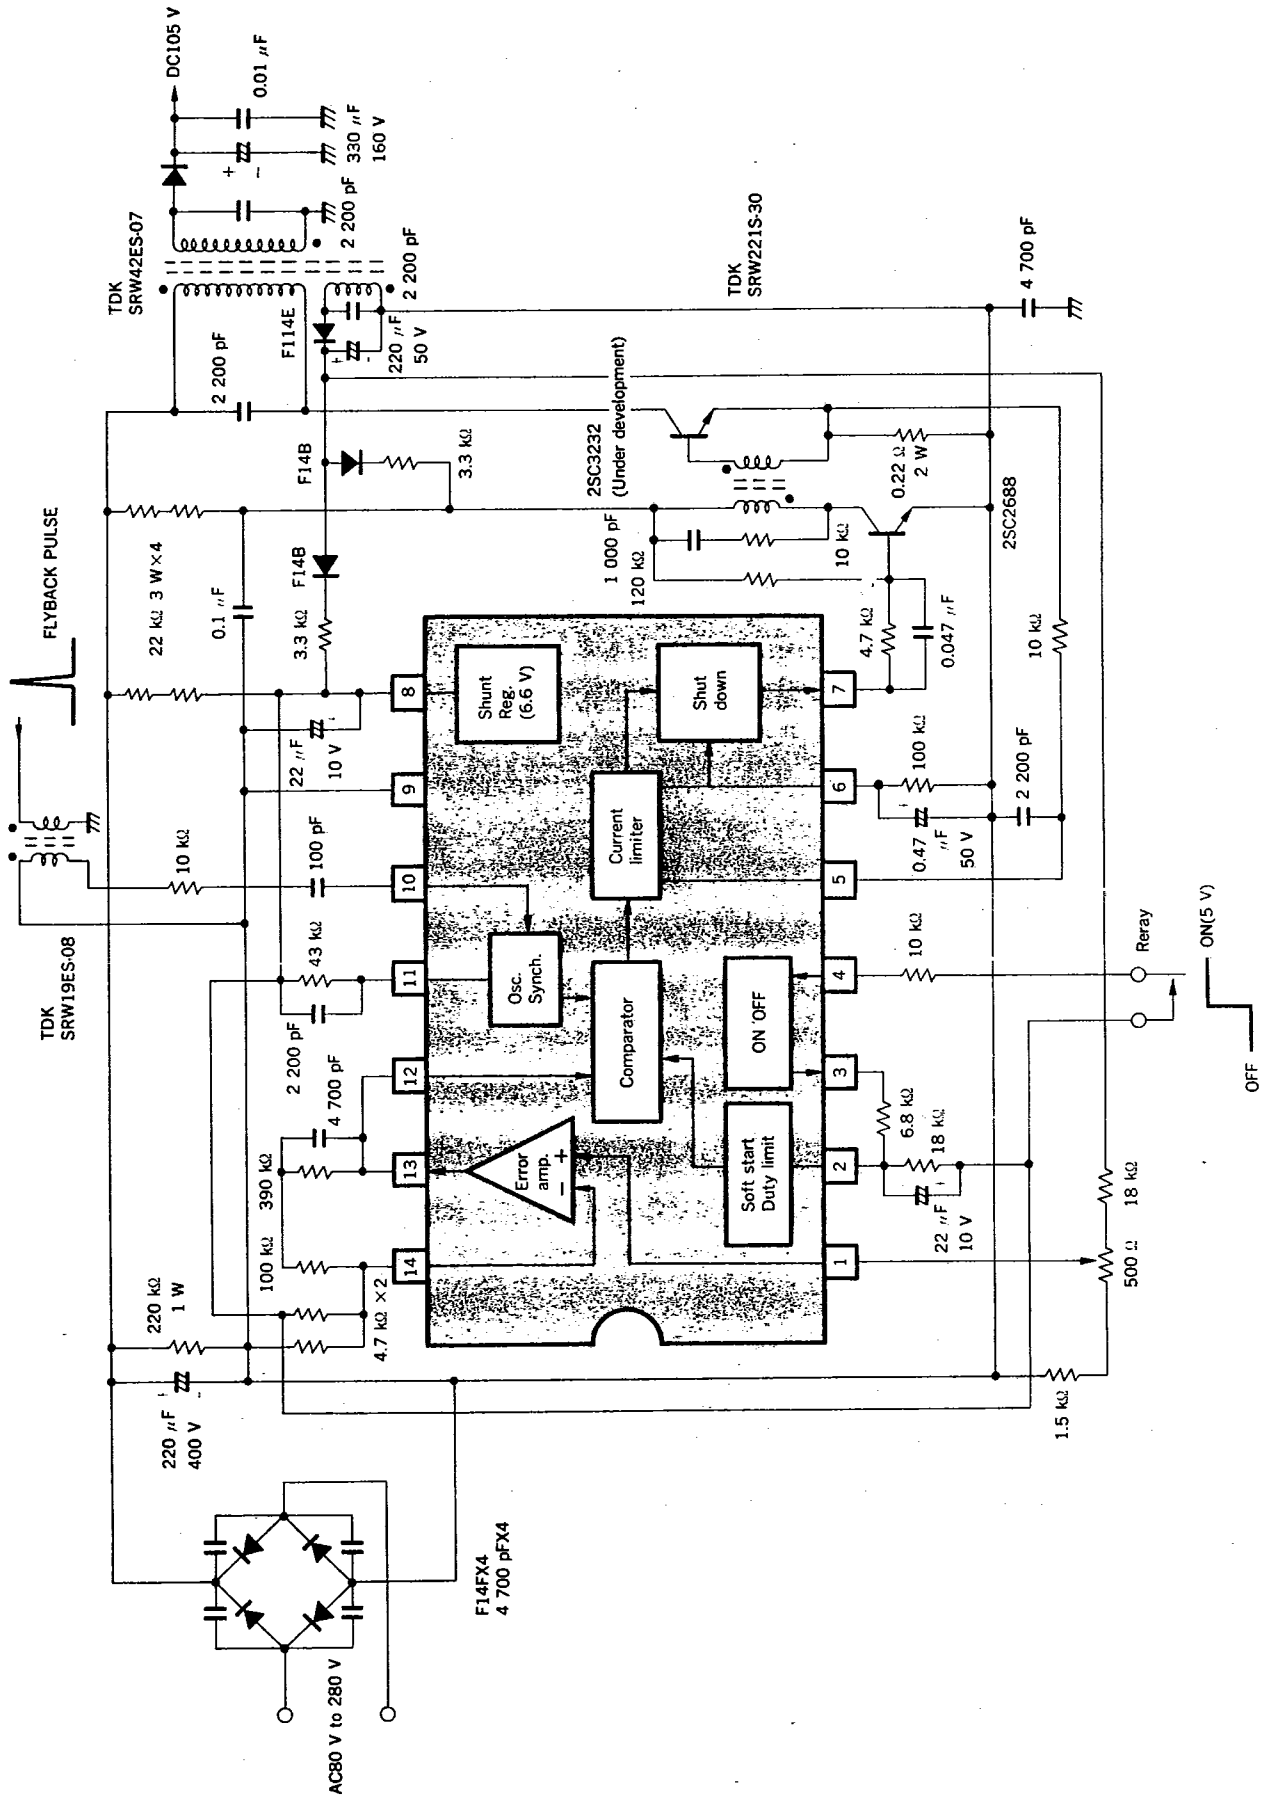 FLYBACK PULSE
TDK
SRW19ES-08
TDK
SRW42ES-07
DC105 V
0.01 μF
330 μF
160 V
2 200 pF
2 200 pF
2 200 pF
F114E
220 μF
50 V
+
-
+
-
22 kΩ 3 W×4
0.1 μF
F14B
3.3 kΩ
F14B
3.3 kΩ
22 μF
10 V
10 kΩ
100 pF
43 kΩ
2 200 pF
4 700 pF
390 kΩ
100 kΩ
4.7 kΩ ×2
220 kΩ
1 W
220 μF
400 V
+
-
F14FX4
4 700 pFX4
AC80 V to 280 V
14
13
12
11
10
9
8
Error
amp.
-
+
Osc.
Synch.
Comparator
Current
limiter
Shunt
Reg.
(6.6 V)
Shut
down
Soft start
Duty limit
ON OFF
1
2
3
4
5
6
7
2SC3232
(Under development)
TDK
SRW221S-30
1 000 pF
120 kΩ
10 kΩ
0.22 Ω
2 W
2SC2688
4 700 pF
4.7 kΩ
0.047 μF
10 kΩ
100 kΩ
0.47
μF
50 V
2 200 pF
10 kΩ
Reray
ON(5 V)
OFF
6.8 kΩ
18 kΩ
22 μF
10 V
18 kΩ
500 Ω
1.5 kΩ